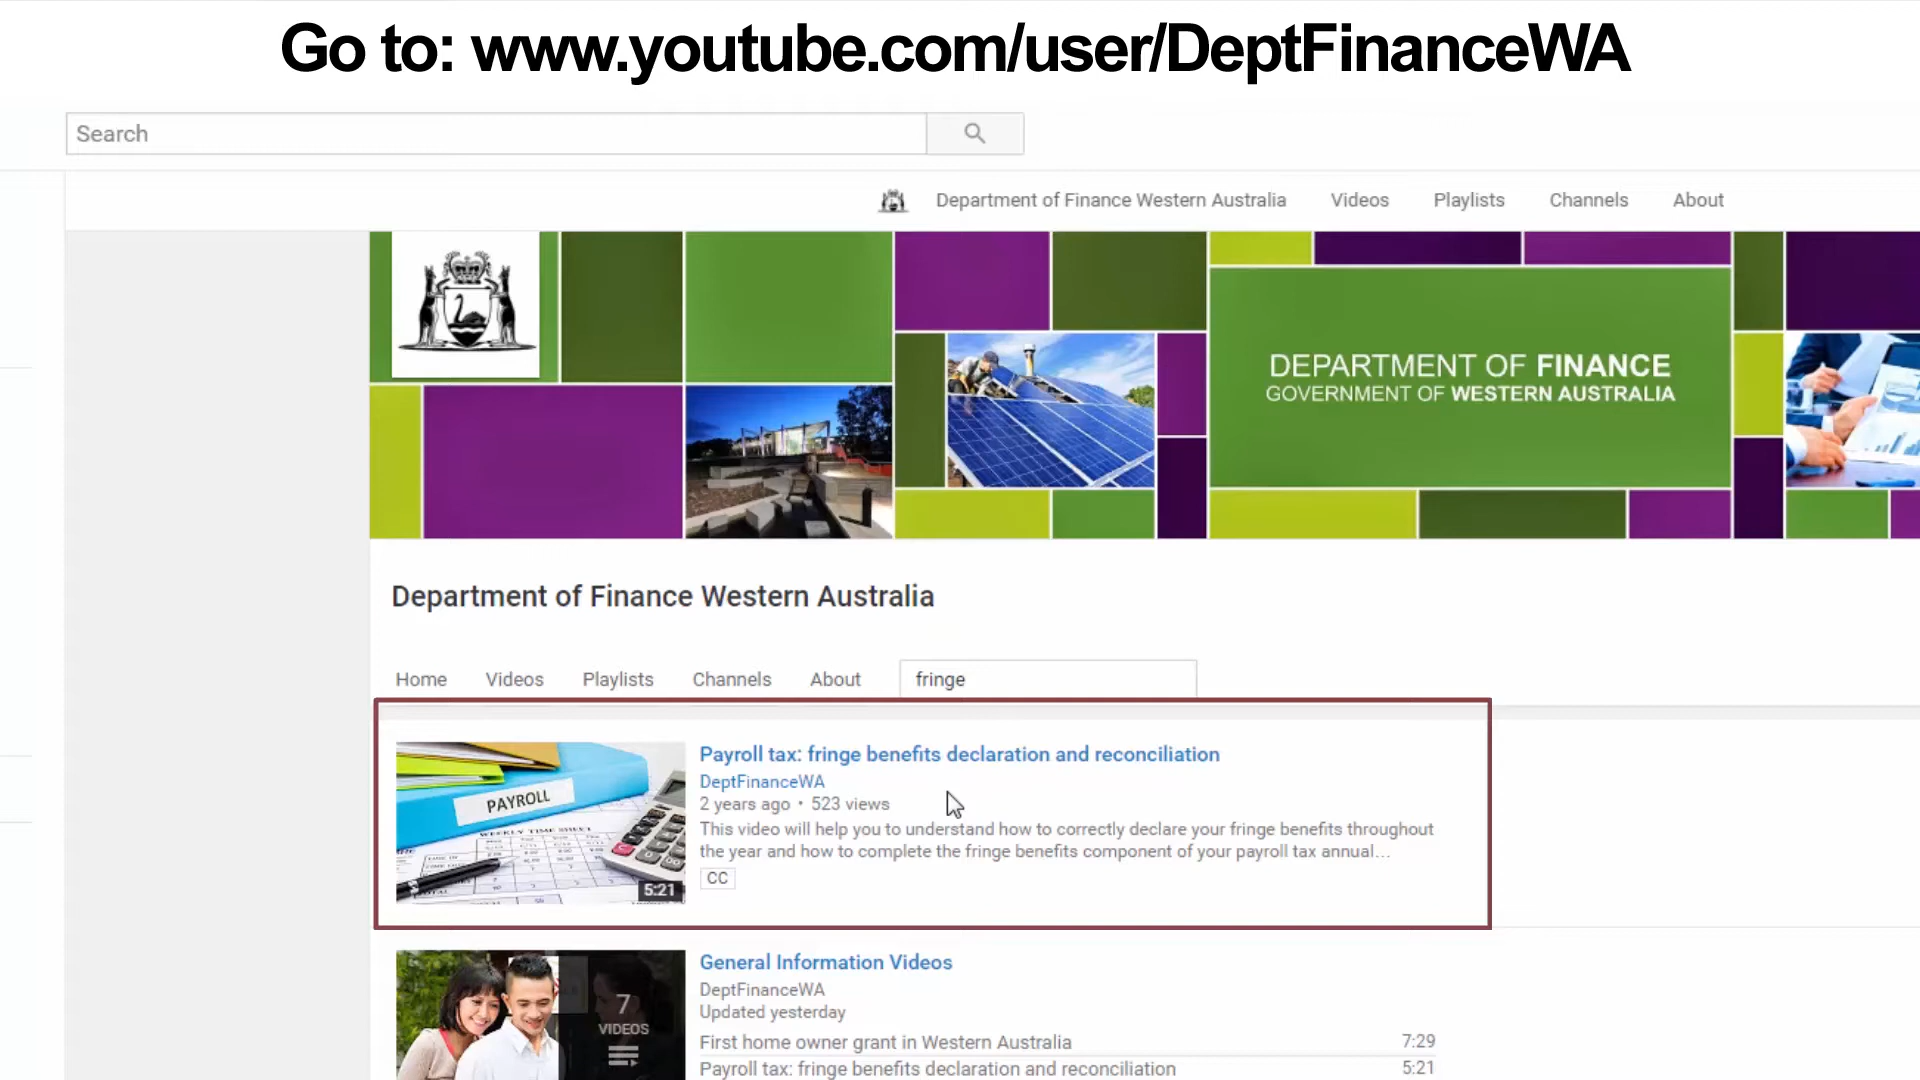 Go to: www.youtube.com/user/DeptFinanceWA
Search
Department of Finance Western Australia Videos Playlists Channels About
DEPARTMENT OF FINANCE
GOVERNMENT OF WESTERN AUSTRALIA
Department of Finance Western Australia
Home Videos Playlists Channels About fringe
Payroll tax: fringe benefits declaration and reconciliation
DeptFinanceWA
2 years ago • 523 views
This video will help you to understand how to correctly declare your fringe benefits throughout
the year and how to complete the fringe benefits component of your payroll tax annual...
CC
PAYROLL
WEEKLY TIME SHEET
5:21
General Information Videos
DeptFinanceWA
Updated yesterday
First home owner grant in Western Australia 7:29
Payroll tax: fringe benefits declaration and reconciliation 5:21
7
VIDEOS